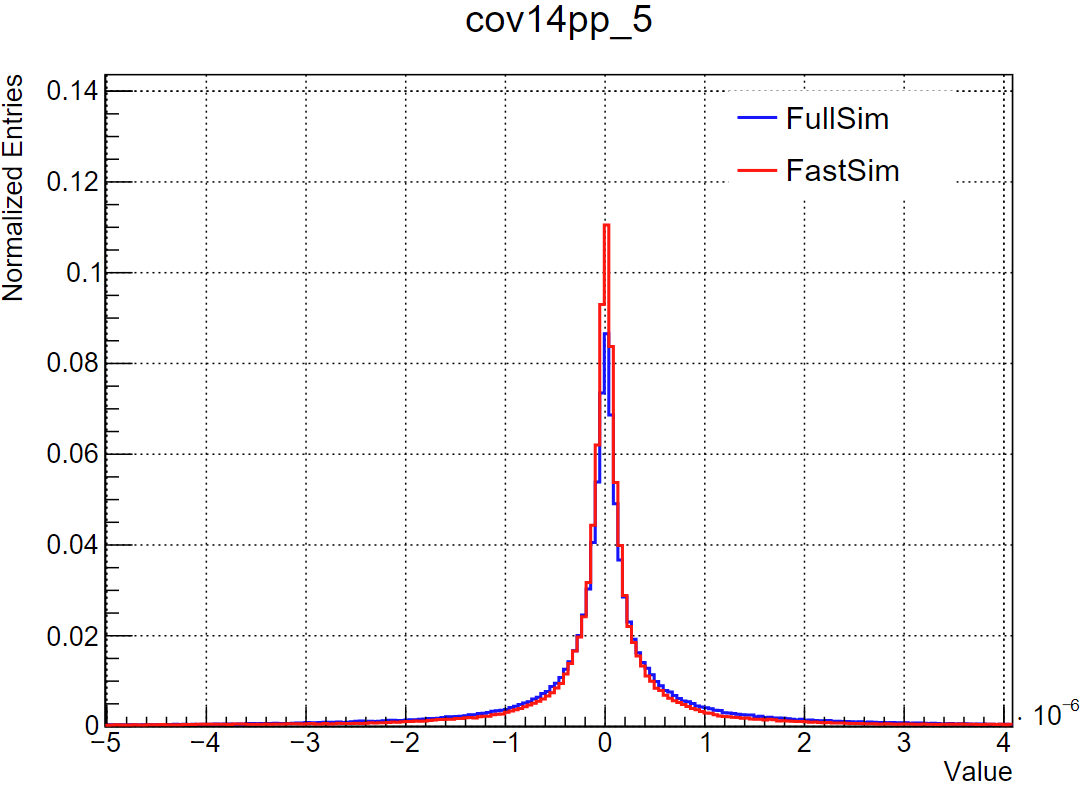 cov14pp_5
Normalized Entries
0.14
0.12
0.1
0.08
0.06
0.04
0.02
0
FullSim
FastSim
−5 −4 −3 −2 −1 0 1 2 3 4
· 10−6
Value